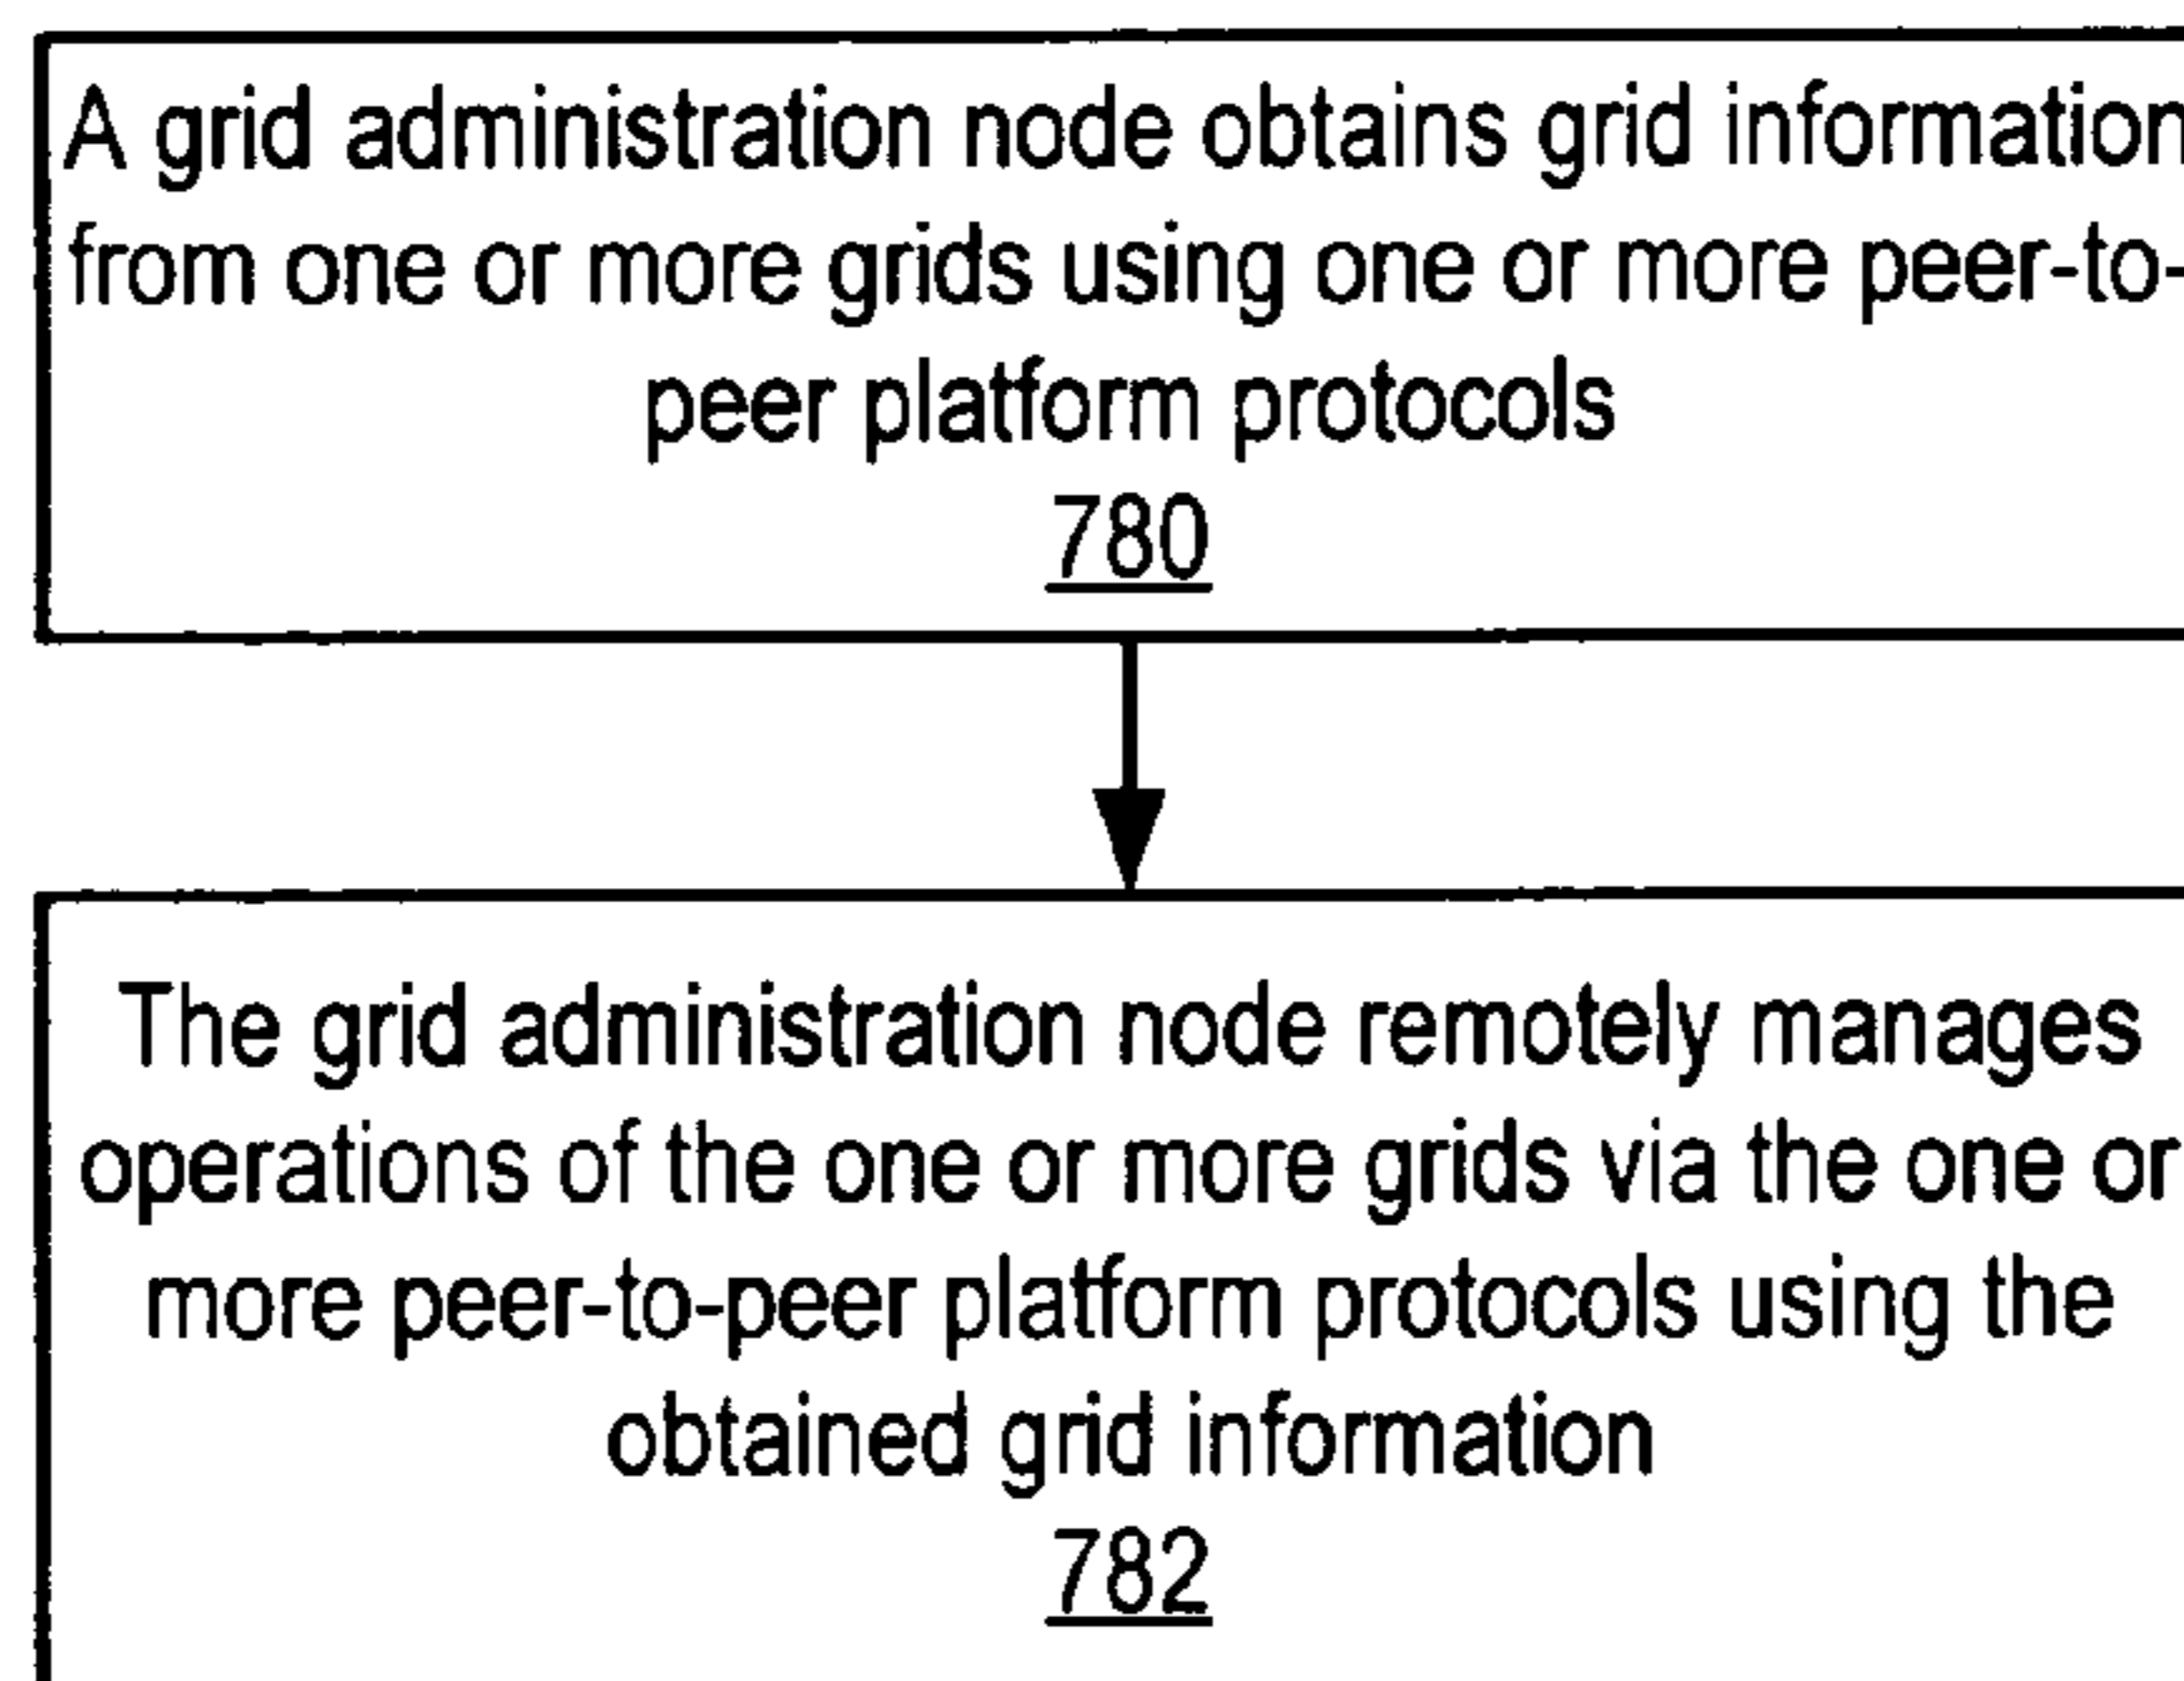 A grid administration node obtains grid information
from one or more grids using one or more peer-to-
peer platform protocols
780
The grid administration node remotely manages
operations of the one or more grids via the one or
more peer-to-peer platform protocols using the
obtained grid information
782